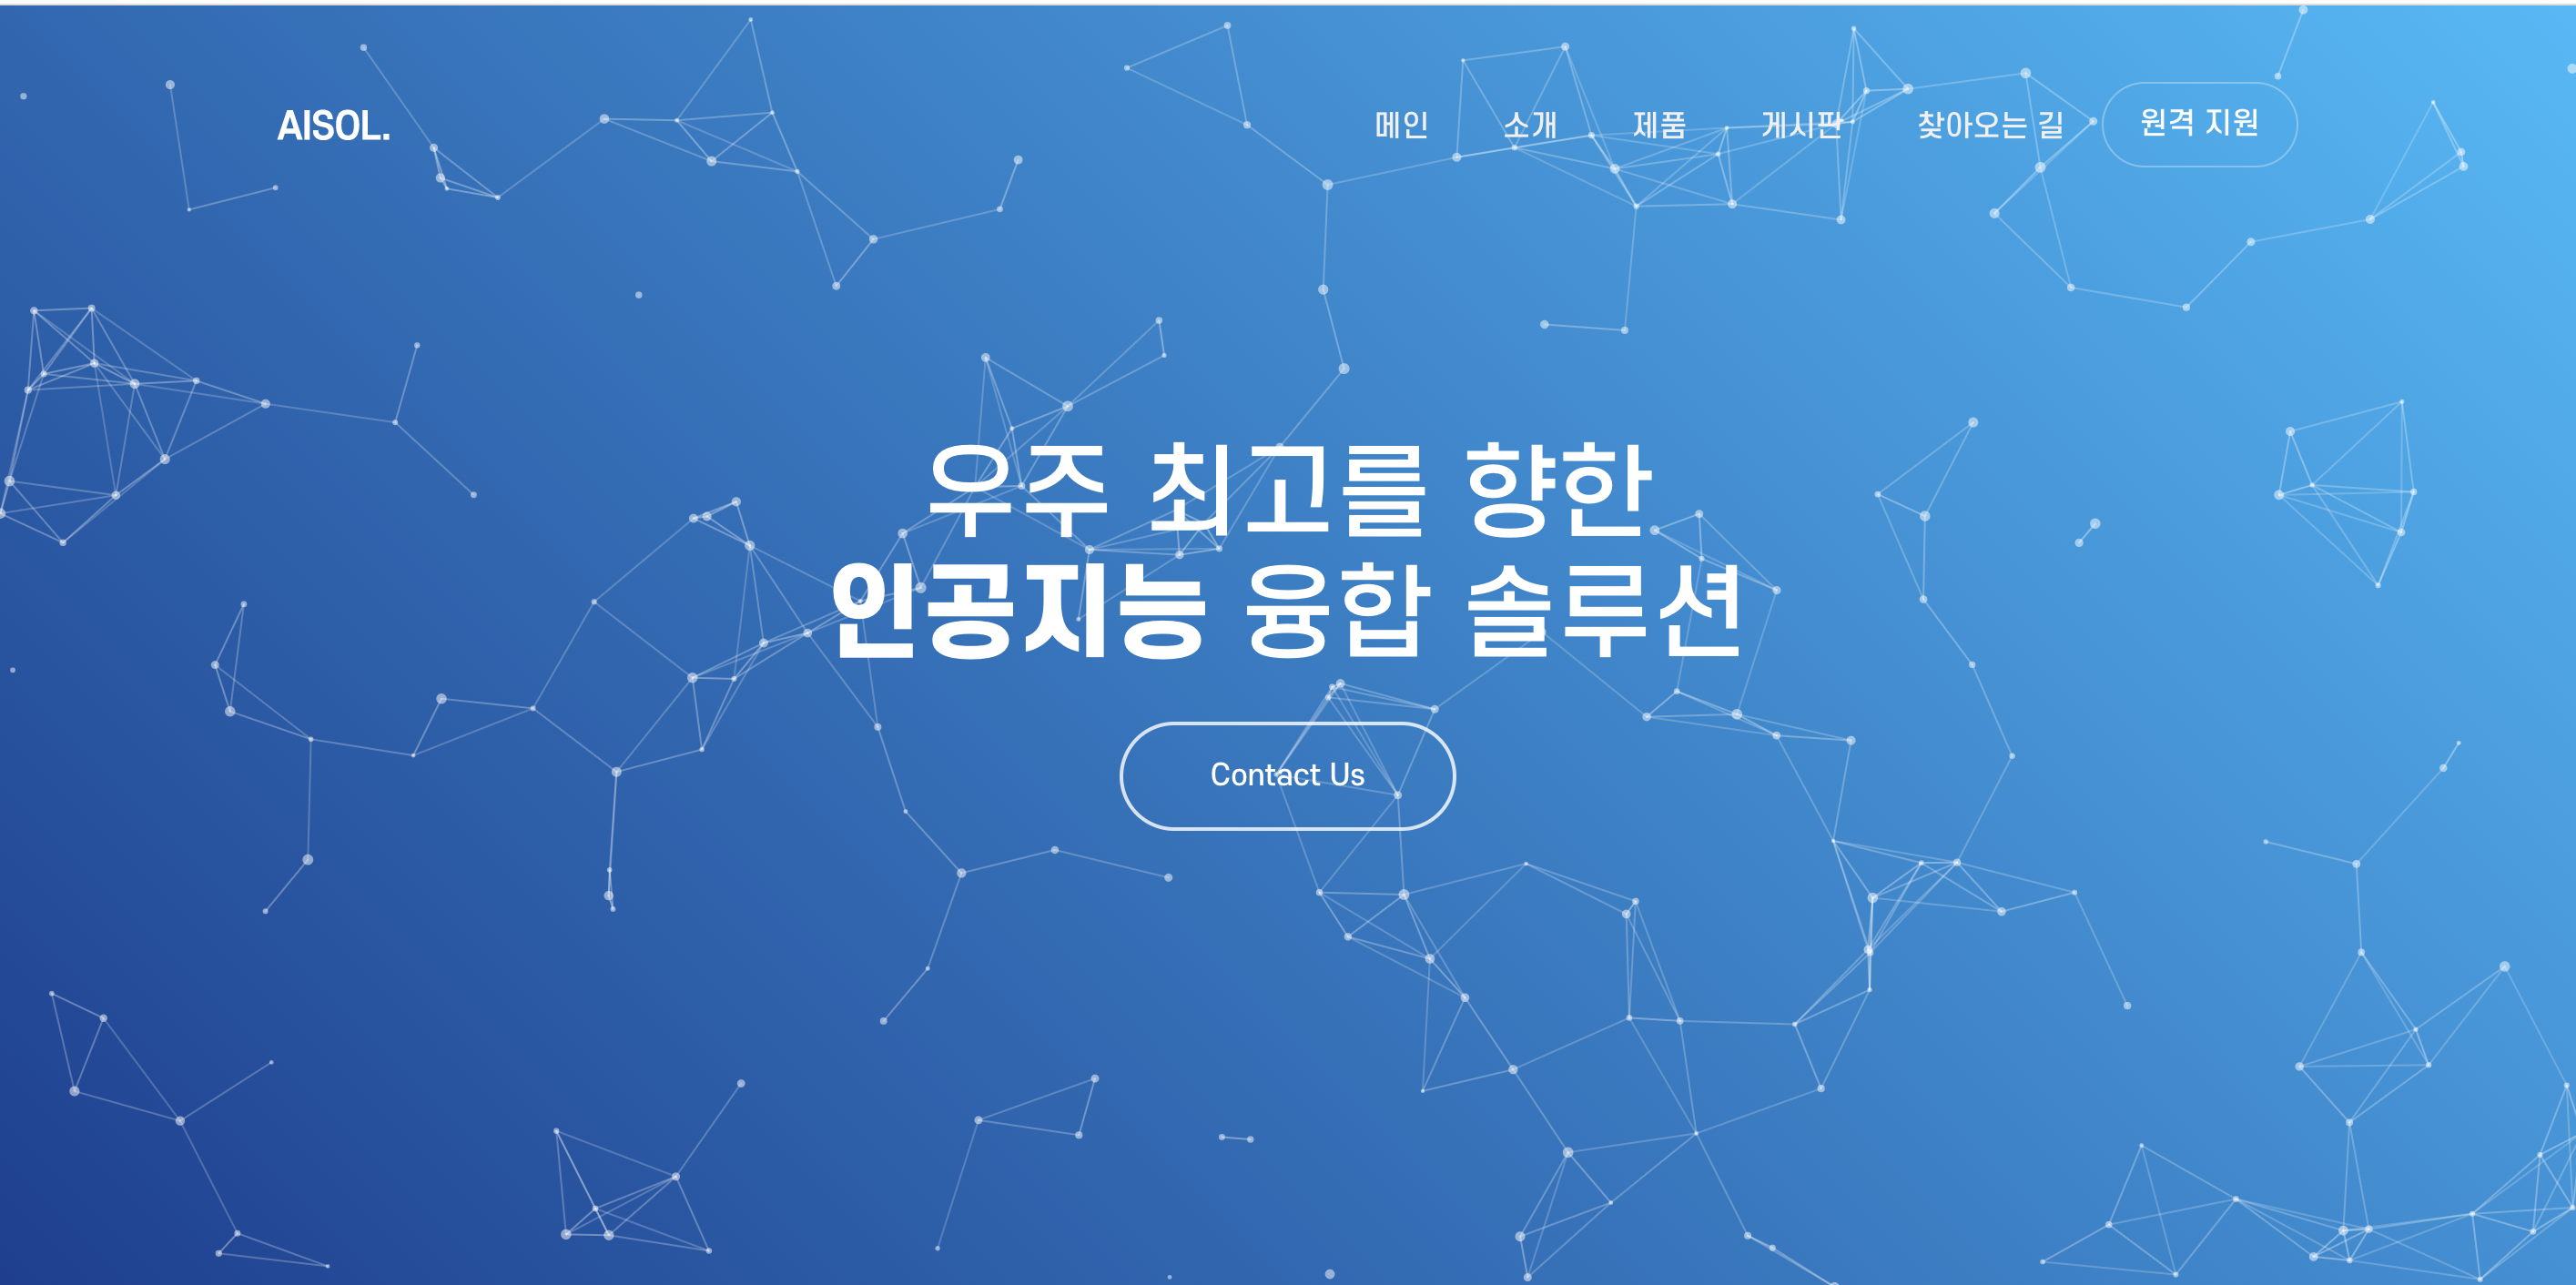 AISOL.
메인 소개 제품 게시판 찾아오는 길 원격 지원
우주 최고를 향한
인공지능 융합 솔루션
Contact Us